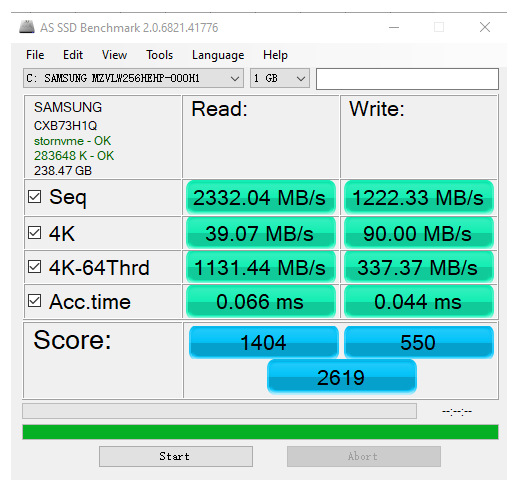 AS SSD Benchmark 2.0.6821.41776
File Edit View Tools Language Help
C: SAMSUNG MZVLW256HEHP-000H1 1 GB
SAMSUNG
CXB73H1Q
stornvme - OK
283648 K - OK
238.47 GB
Read: Write:
Seq 2332.04 MB/s 1222.33 MB/s
4K 39.07 MB/s 90.00 MB/s
4K-64Thrd 1131.44 MB/s 337.37 MB/s
Acc.time 0.066 ms 0.044 ms
Score: 1404 550
2619
--:--:--
Start Abort